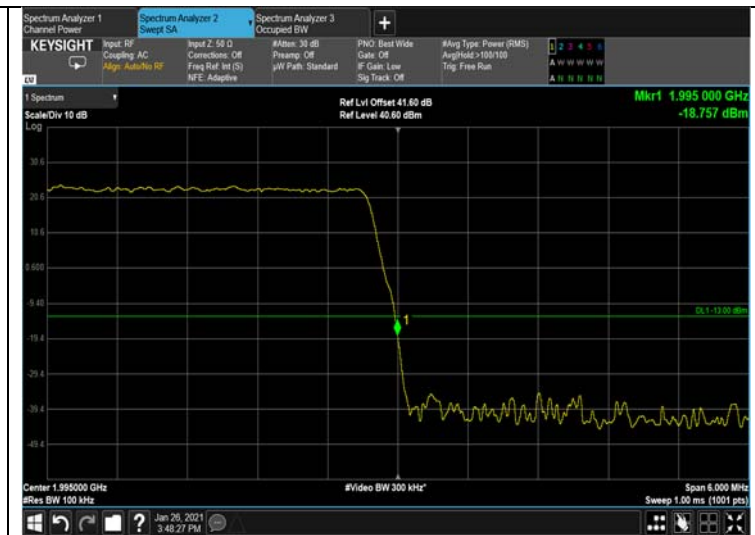 Spectrum Analyzer 1
Channel Power
Spectrum Analyzer 2
Swept SA
Spectrum Analyzer 3
Occupied BW
KEYSIGHT
Input: RF
Coupling: AC
Align: Auto/No RF
Input Z: 50 Ω
Corrections: Off
Freq Ref: Int (S)
NFE: Adaptive
#Atten: 30 dB
Preamp: Off
µW Path: Standard
PNO: Best Wide
Gate: Off
IF Gain: Low
Sig Track: Off
#Avg Type: Power (RMS)
Avg|Hold:>100/100
Trig: Free Run
1 2 3 4 5 6
A W W W W W
A N N N N N
1 Spectrum
Scale/Div 10 dB
Log
Ref Lvl Offset 41.60 dB
Ref Level 40.60 dBm
Mkr1 1.995 000 GHz
-18.757 dBm
30.6
20.6
10.6
0.600
-9.40
DL1 -13.00 dBm
1
-19.4
-29.4
-39.4
-49.4
Center 1.995000 GHz
#Res BW 100 kHz
#Video BW 300 kHz*
Span 6.000 MHz
Sweep 1.00 ms (1001 pts)
?
Jan 26, 2021
3:48:27 PM